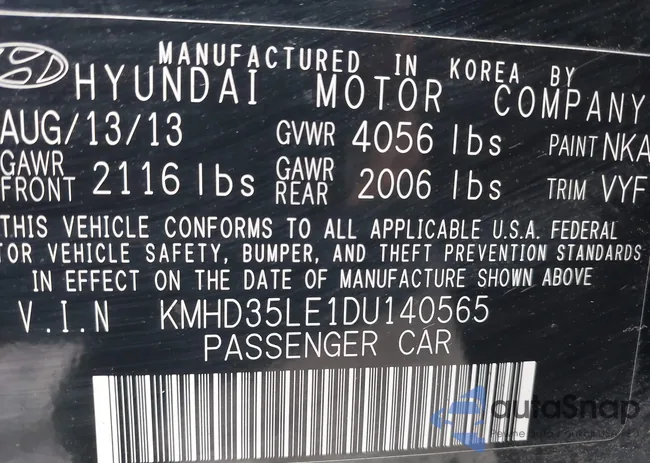 MANUFACTURED IN KOREA BY
HYUNDAI MOTOR COMPANY
AUG/13/13 GVWR 4056 lbs PAINT NKA
GAWR FRONT 2116 lbs GAWR REAR 2006 lbs TRIM VYF
THIS VEHICLE CONFORMS TO ALL APPLICABLE U.S.A. FEDERAL
OR VEHICLE SAFETY, BUMPER, AND THEFT PREVENTION STANDARDS
IN EFFECT ON THE DATE OF MANUFACTURE SHOWN ABOVE
V.I.N KMHD35LE1DU140565
PASSENGER CAR
autoSnap